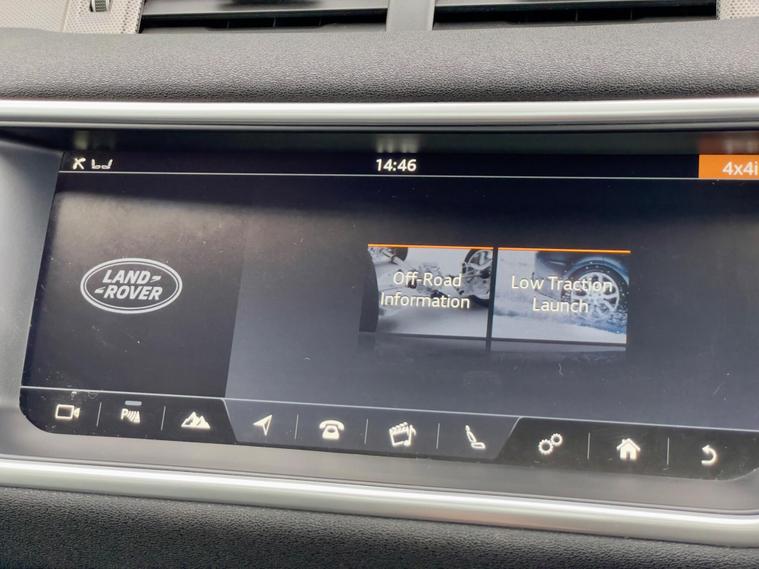 14:46
4x4i
LAND
ROVER
Off-Road
Information
Low Traction
Launch